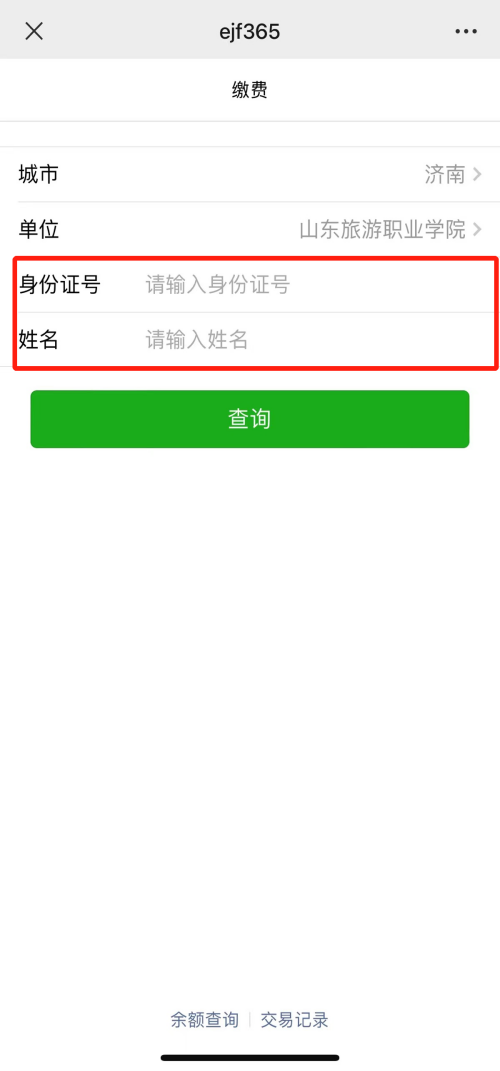 ejf365
缴费
城市 济南
单位 山东旅游职业学院
身份证号 请输入身份证号
姓名 请输入姓名
查询
余额查询 交易记录